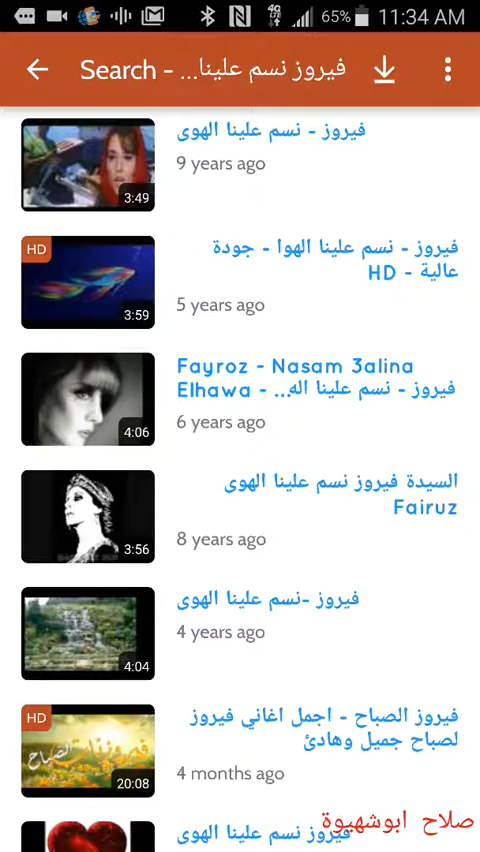 65% 11:34 AM
Search - فيروز نسم علينا...
فيروز - نسم علينا الهوى
9 years ago
3:49
HD
فيروز - نسم علينا الهوا - جودة
عالية - HD
5 years ago
3:59
Fayroz - Nasam 3alina
Elhawa - ...فيروز - نسم علينا اله
6 years ago
4:06
السيدة فيروز نسم علينا الهوى
Fairuz
8 years ago
3:56
فيروز -نسم علينا الهوى
4 years ago
4:04
HD
فيروز الصباح - اجمل اغاني فيروز
لصباح جميل وهادئ
4 months ago
20:08
صلاح ابوشهيوة
فيروز نسم علينا الهوى